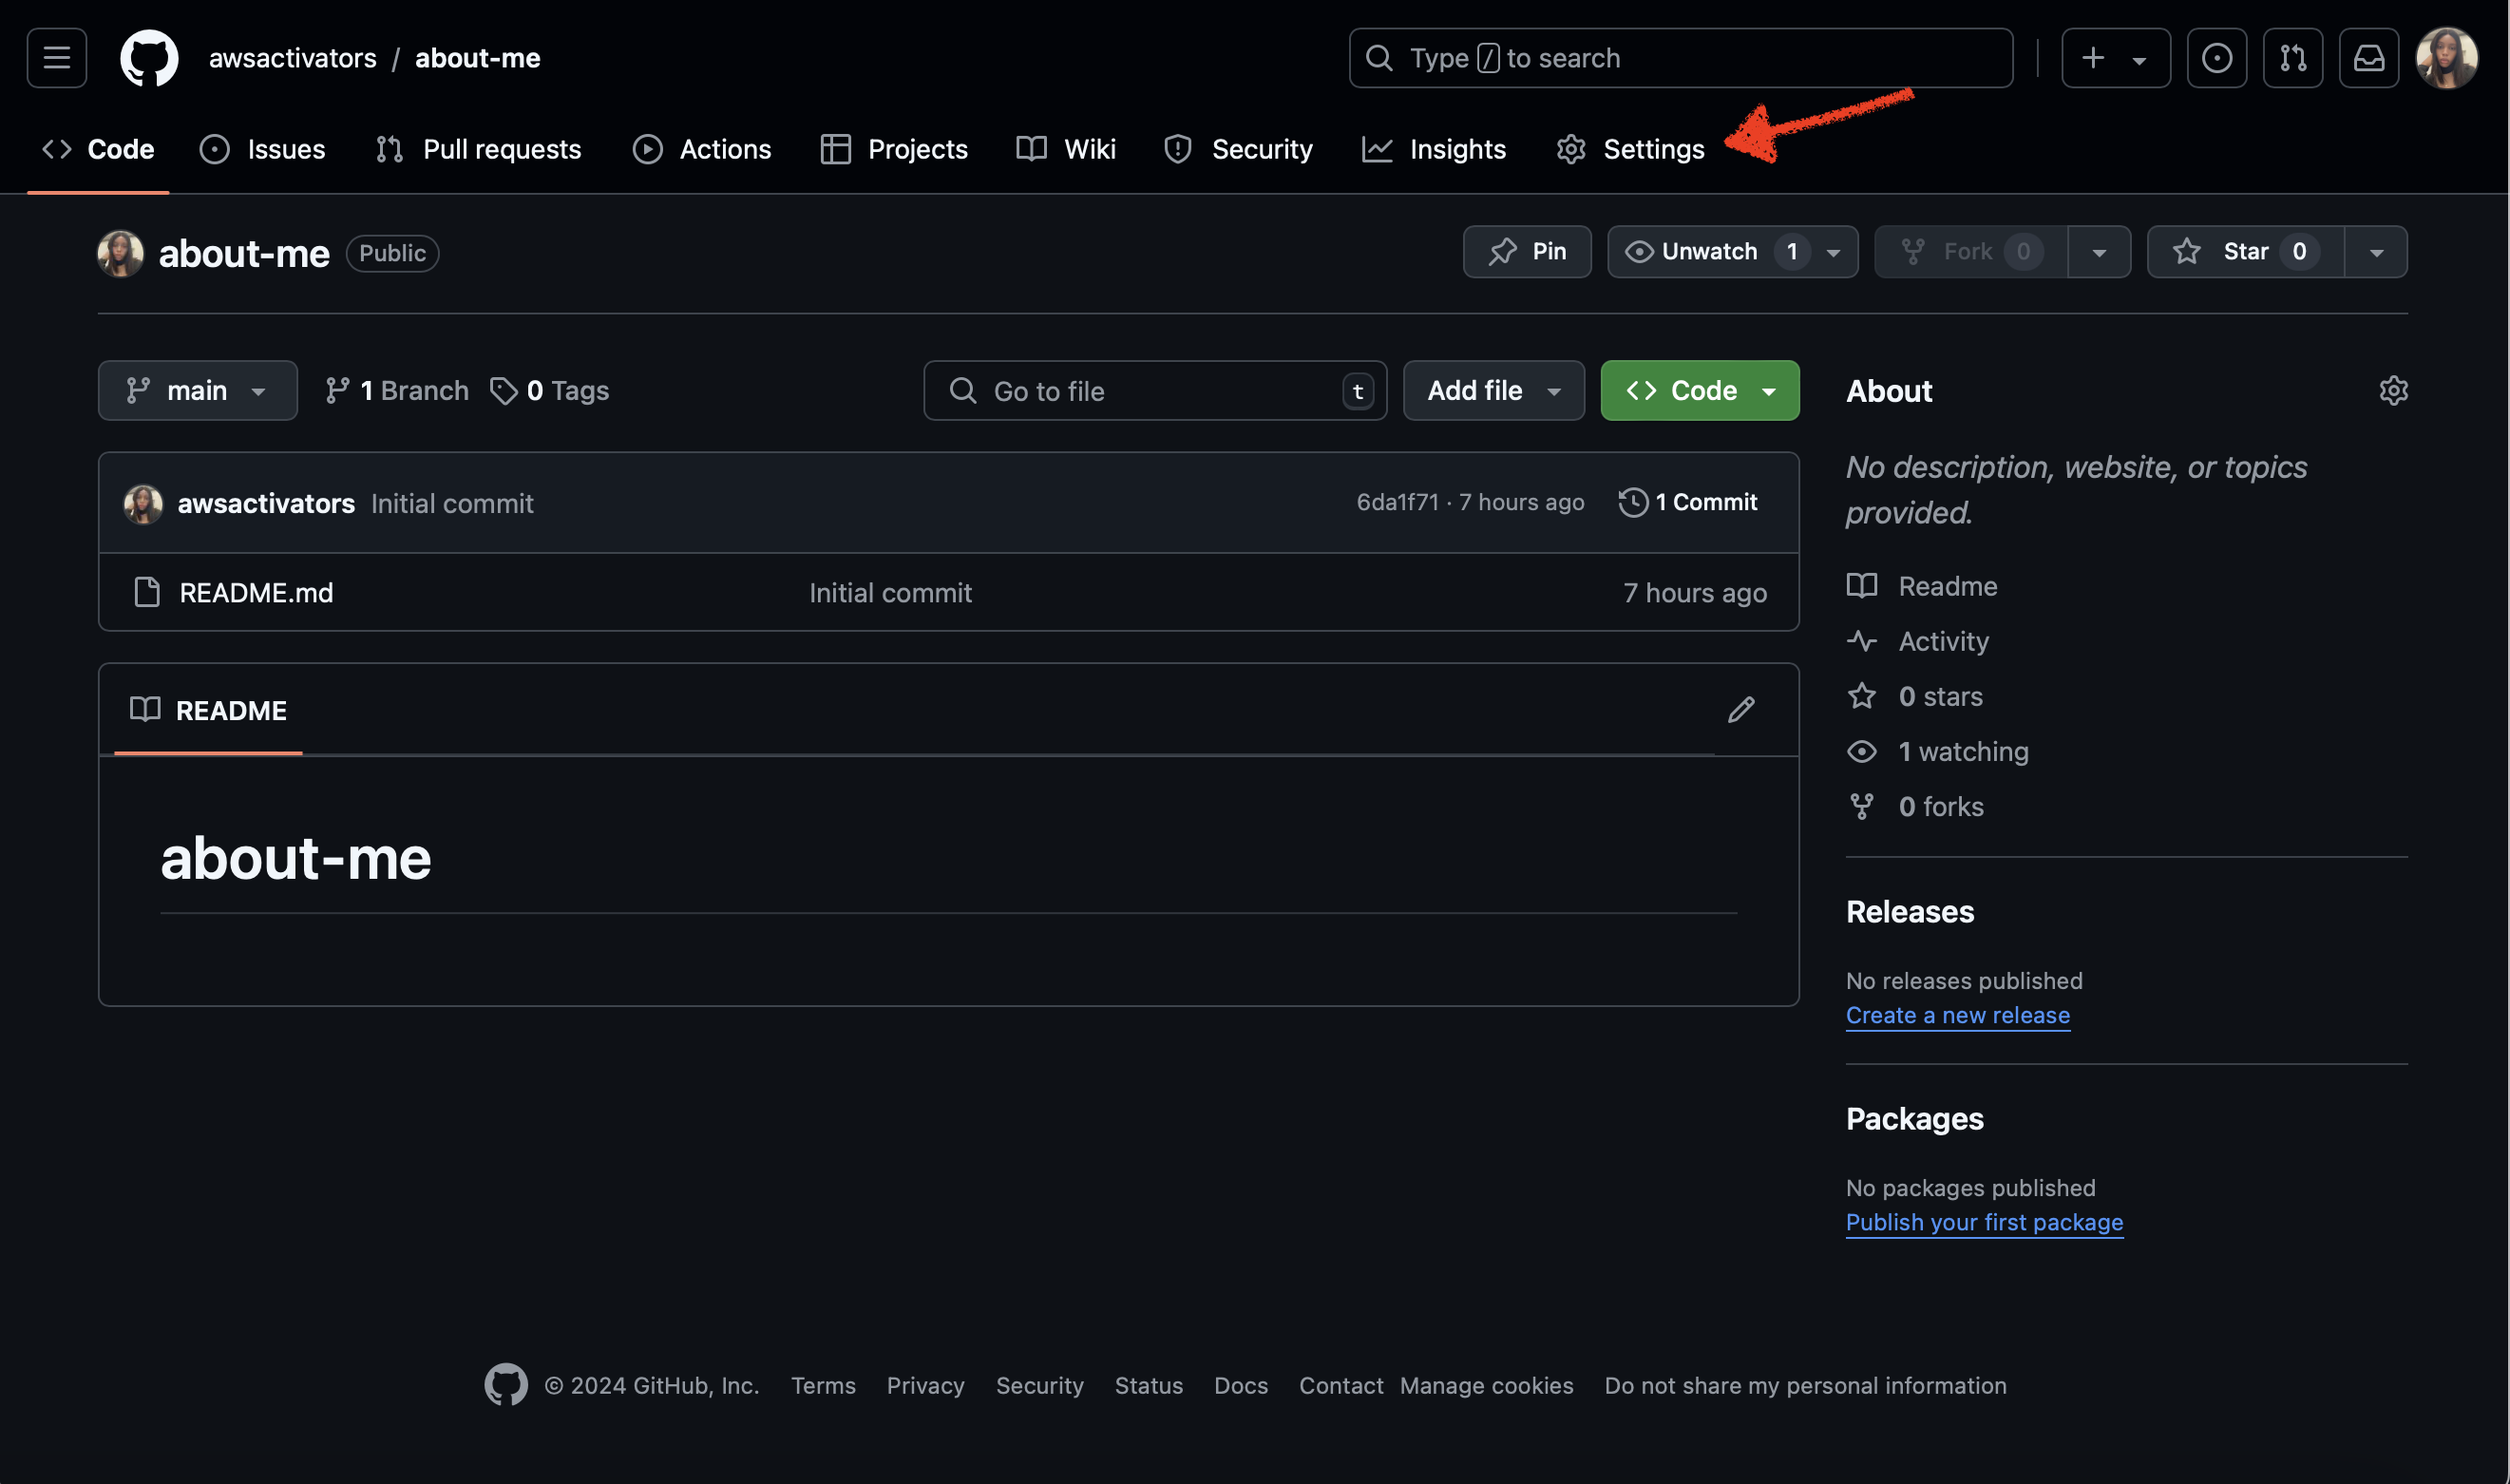 awsactivators / about-me
Type / to search
Code Issues Pull requests Actions Projects Wiki Security Insights Settings
about-me Public
Pin Unwatch 1 Fork 0 Star 0
main 1 Branch 0 Tags
Go to file t Add file Code
awsactivators Initial commit 6da1f71 · 7 hours ago 1 Commit
README.md Initial commit 7 hours ago
README
about-me
About
No description, website, or topics
provided.
Readme
Activity
0 stars
1 watching
0 forks
Releases
No releases published
Create a new release
Packages
No packages published
Publish your first package
© 2024 GitHub, Inc. Terms Privacy Security Status Docs Contact Manage cookies Do not share my personal information